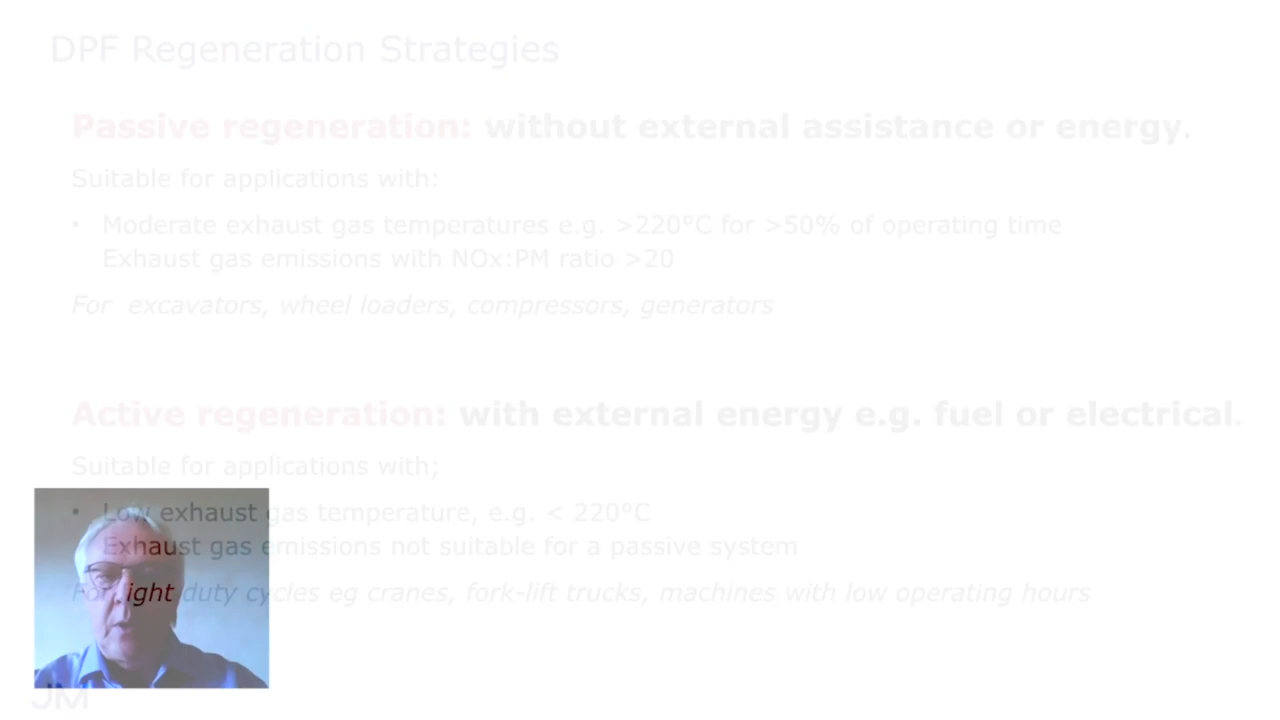 DPF Regeneration Strategies
Passive regeneration: without external assistance or energy.
Suitable for applications with:
• Moderate exhaust gas temperatures e.g. >220°C for >50% of operating time
Exhaust gas emissions with NOx:PM ratio >20
For excavators, wheel loaders, compressors, generators
Active regeneration: with external energy e.g. fuel or electrical.
Suitable for applications with;
• Low exhaust gas temperature, e.g. < 220°C
Exhaust gas emissions not suitable for a passive system
For light duty cycles eg cranes, fork-lift trucks, machines with low operating hours
JM